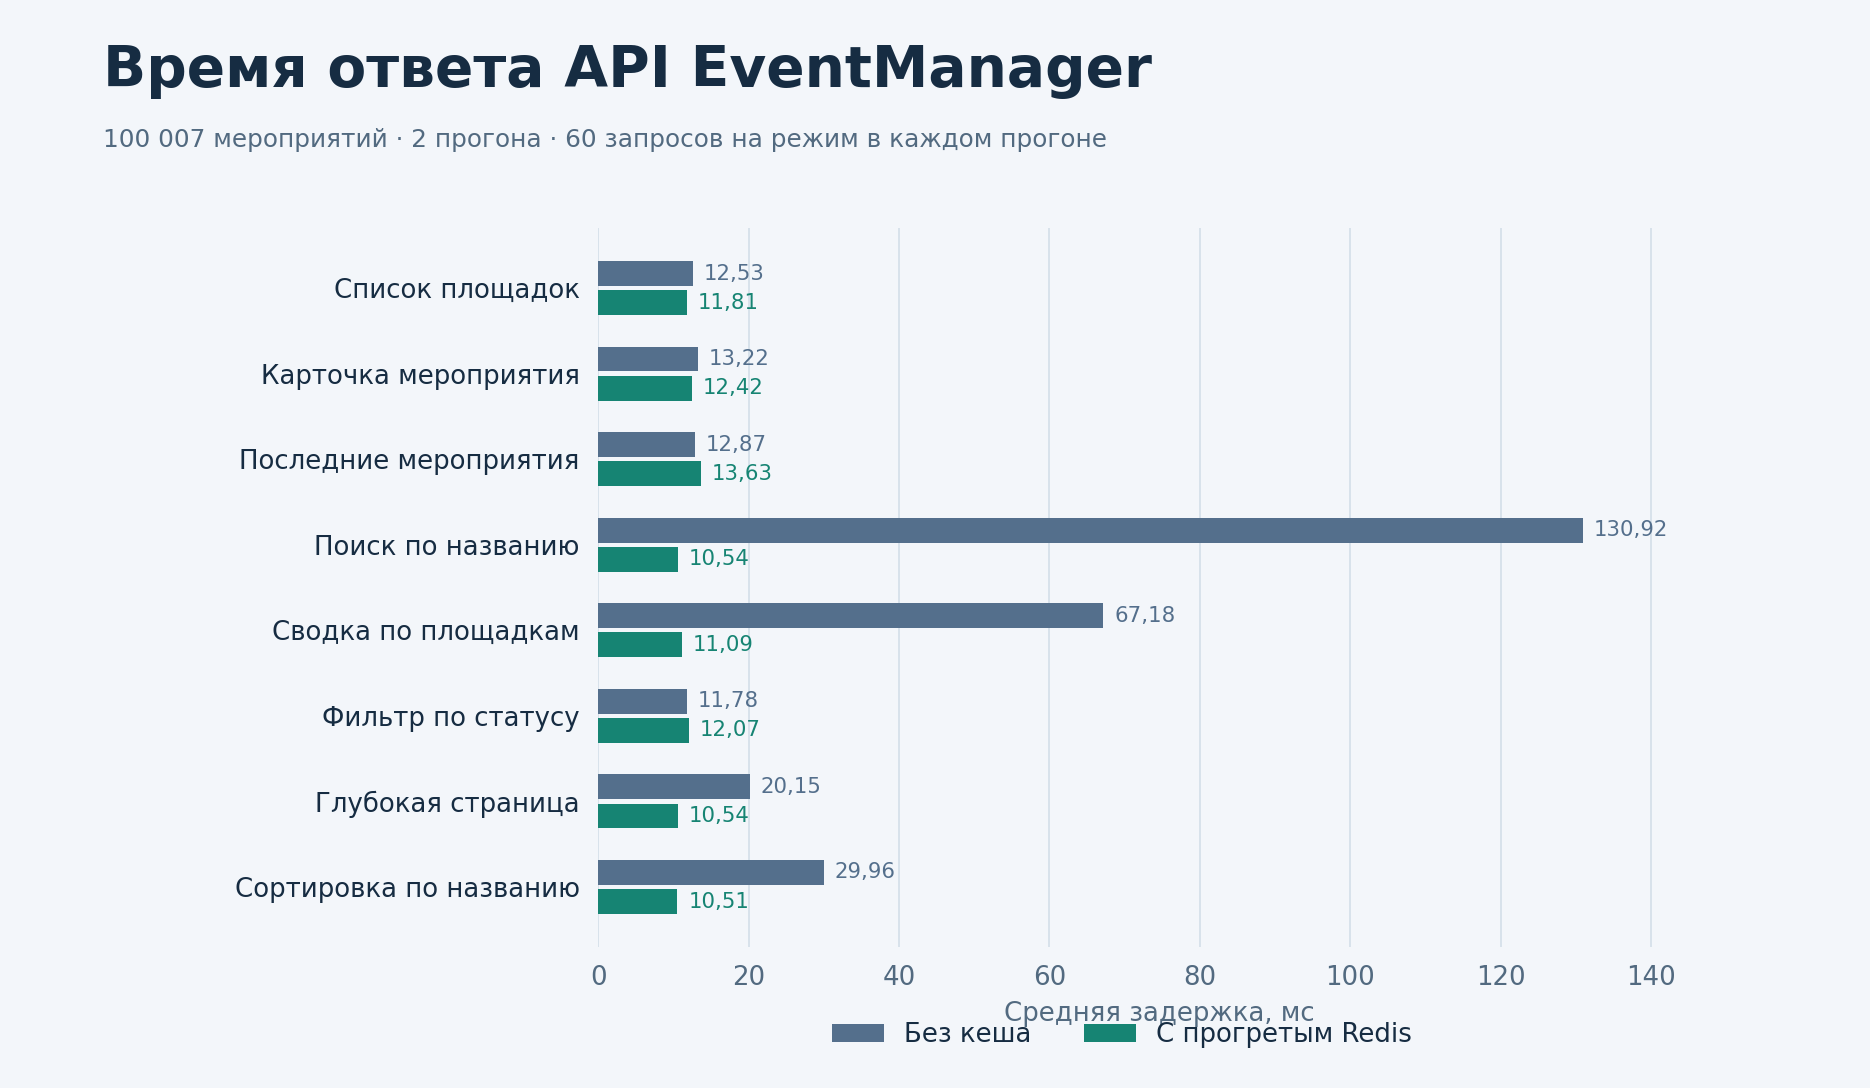 Время ответа API EventManager
100 007 мероприятий · 2 прогона · 60 запросов на режим в каждом прогоне
Список площадок
12,53
11,81
Карточка мероприятия
13,22
12,42
Последние мероприятия
12,87
13,63
Поиск по названию
130,92
10,54
Сводка по площадкам
67,18
11,09
Фильтр по статусу
11,78
12,07
Глубокая страница
20,15
10,54
Сортировка по названию
29,96
10,51
0 20 40 60 80 100 120 140
Средняя задержка, мс
Без кеша С прогретым Redis